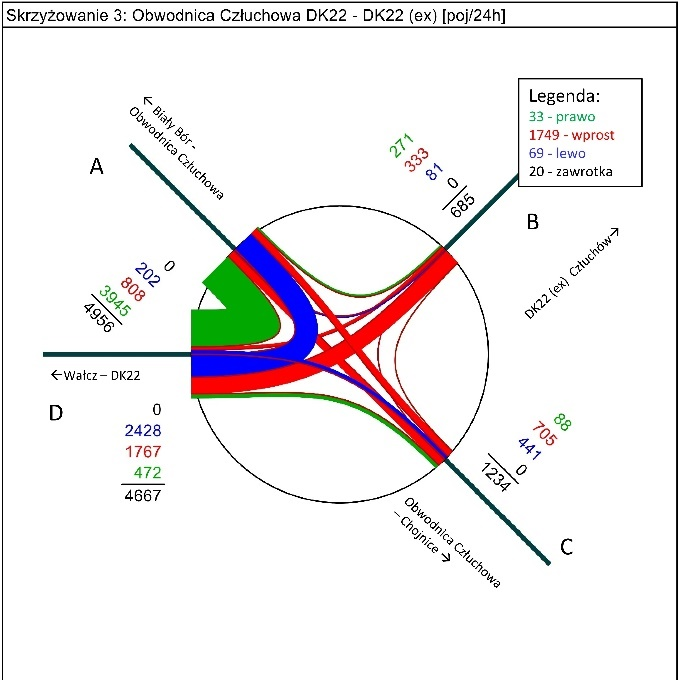 Skrzyżowanie 3: Obwodnica Człuchowa DK22 - DK22 (ex) [poj/24h]
Legenda:
33 - prawo
1749 - wprost
69 - lewo
20 - zawrotka
← Biały Bór -
Obwodnica Człuchowa
A
271
333
81
0
685
B
DK22 (ex) Człuchów →
0
202
808
3945
4956
← Wałcz – DK22
D
0
2428
1767
472
4667
88
705
441
0
1234
Obwodnica Człuchowa
– Chojnice →
C